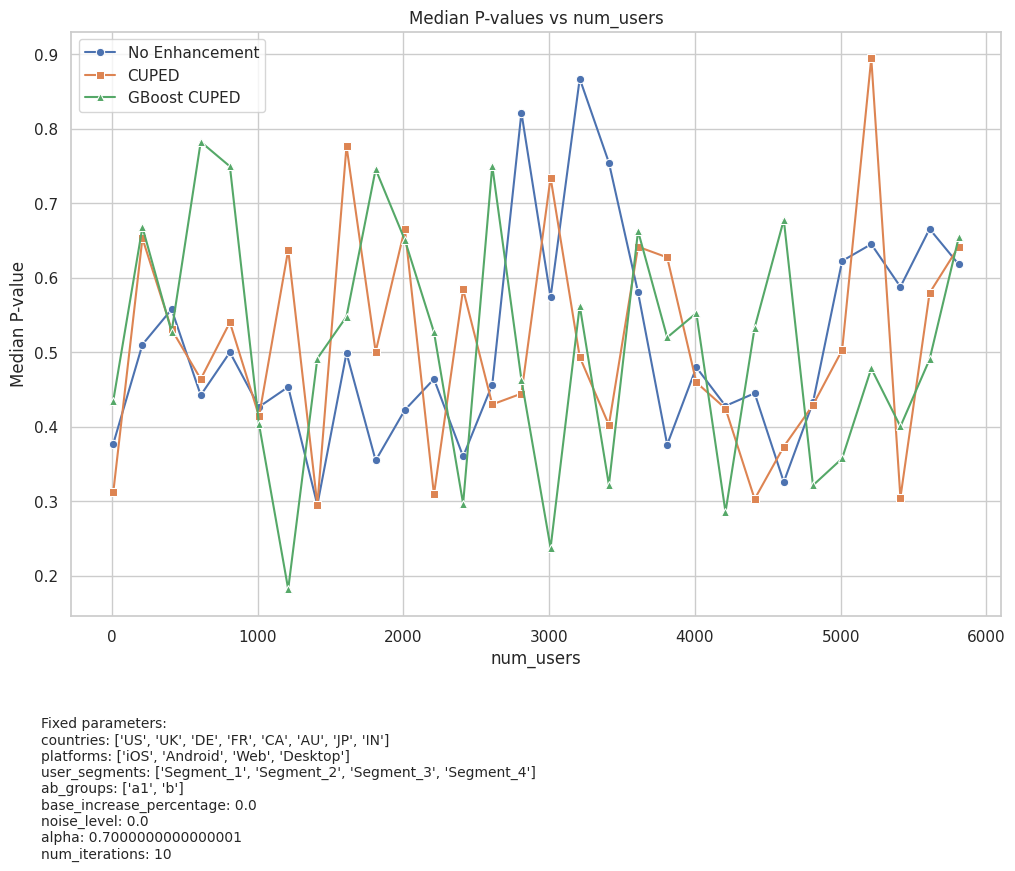 Median P-values vs num_users
No Enhancement
CUPED
GBoost CUPED
Median P-value
0.9
0.8
0.7
0.6
0.5
0.4
0.3
0.2
0 1000 2000 3000 4000 5000 6000
num_users
Fixed parameters:
countries: ['US', 'UK', 'DE', 'FR', 'CA', 'AU', 'JP', 'IN']
platforms: ['iOS', 'Android', 'Web', 'Desktop']
user_segments: ['Segment_1', 'Segment_2', 'Segment_3', 'Segment_4']
ab_groups: ['a1', 'b']
base_increase_percentage: 0.0
noise_level: 0.0
alpha: 0.7000000000000001
num_iterations: 10